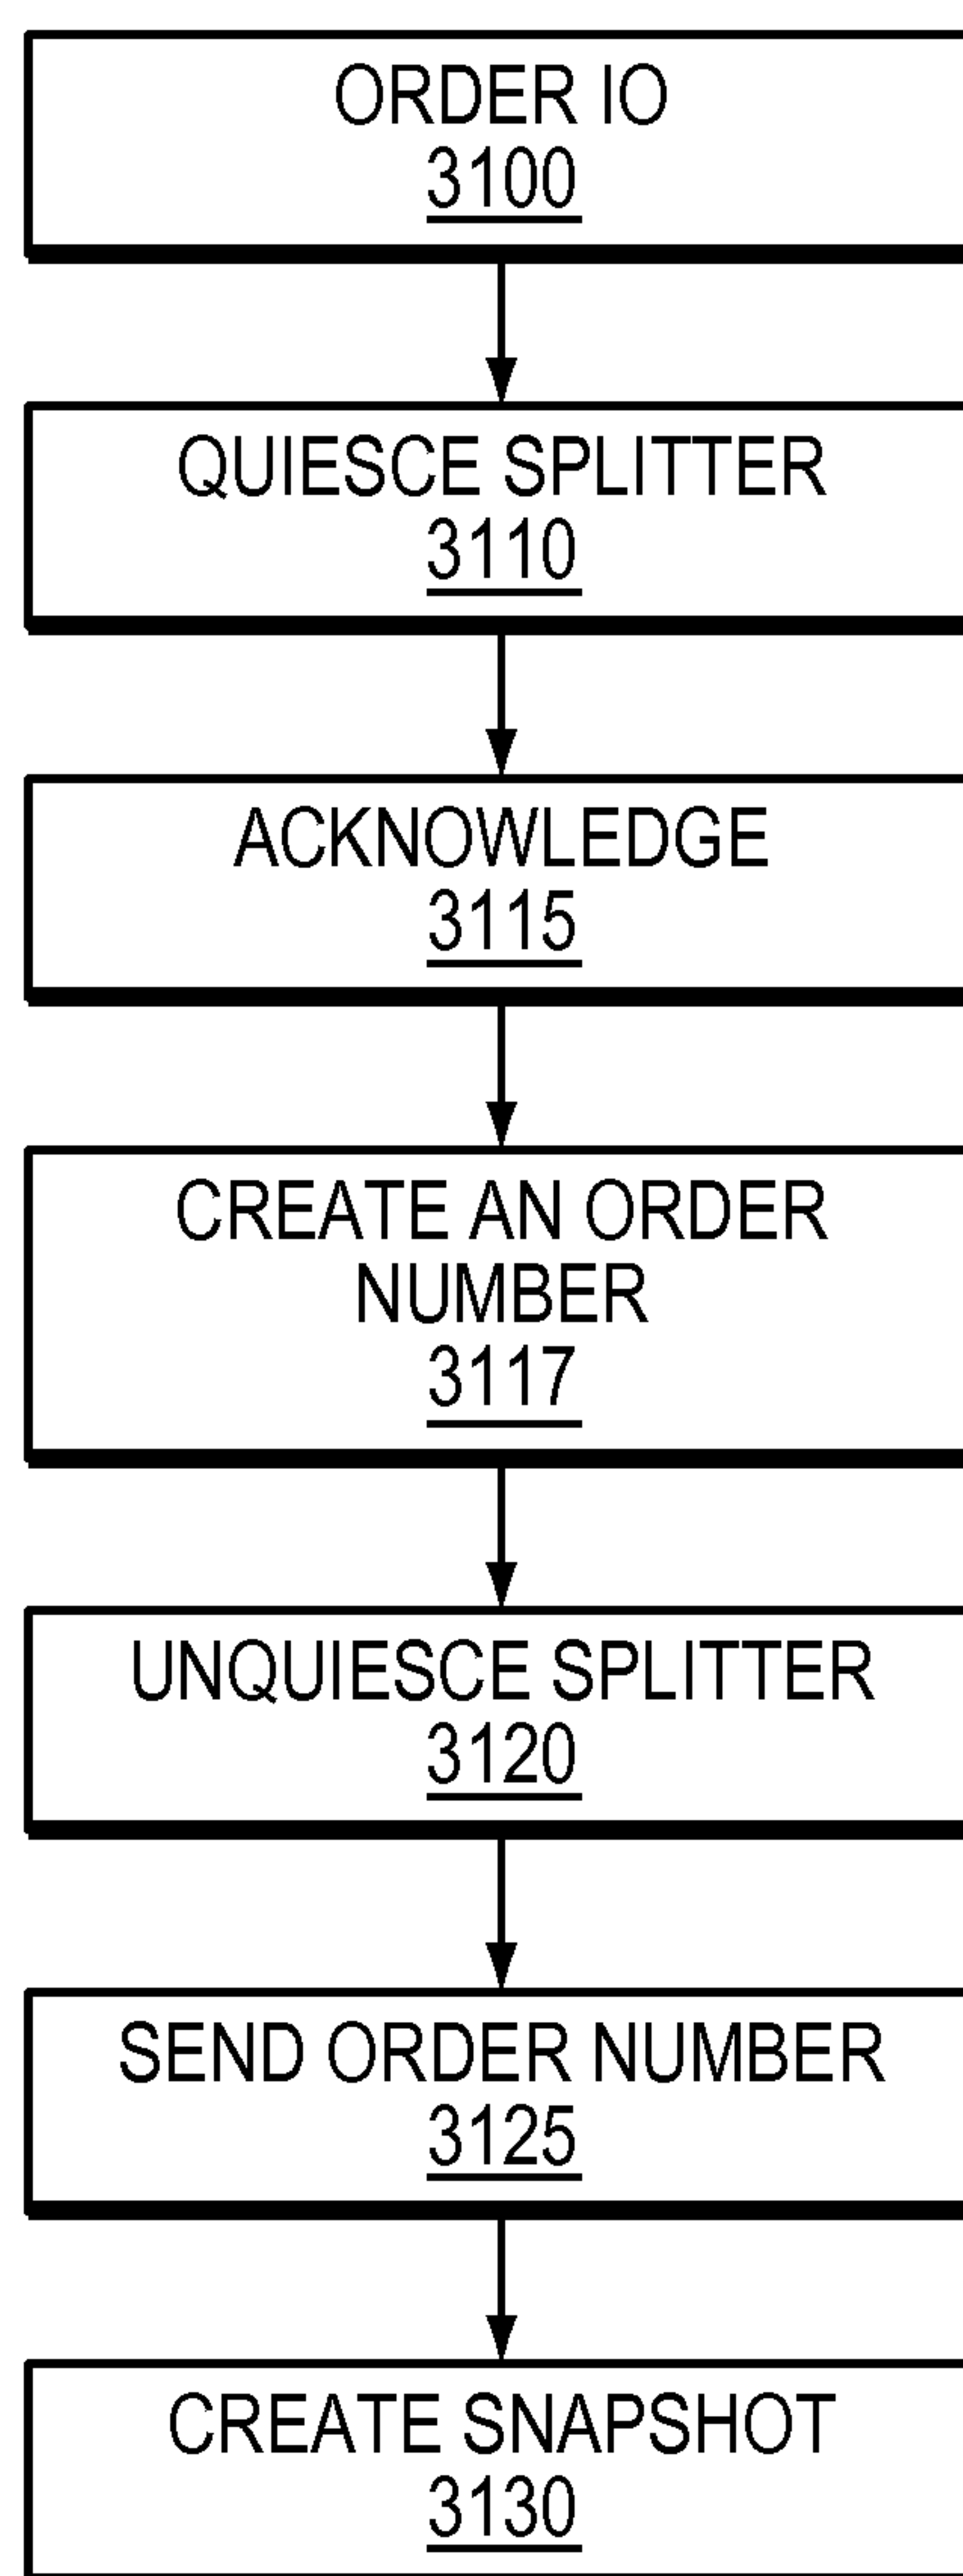 ORDER IO
3100
QUIESCE SPLITTER
3110
ACKNOWLEDGE
3115
CREATE AN ORDER
NUMBER
3117
UNQUIESCE SPLITTER
3120
SEND ORDER NUMBER
3125
CREATE SNAPSHOT
3130